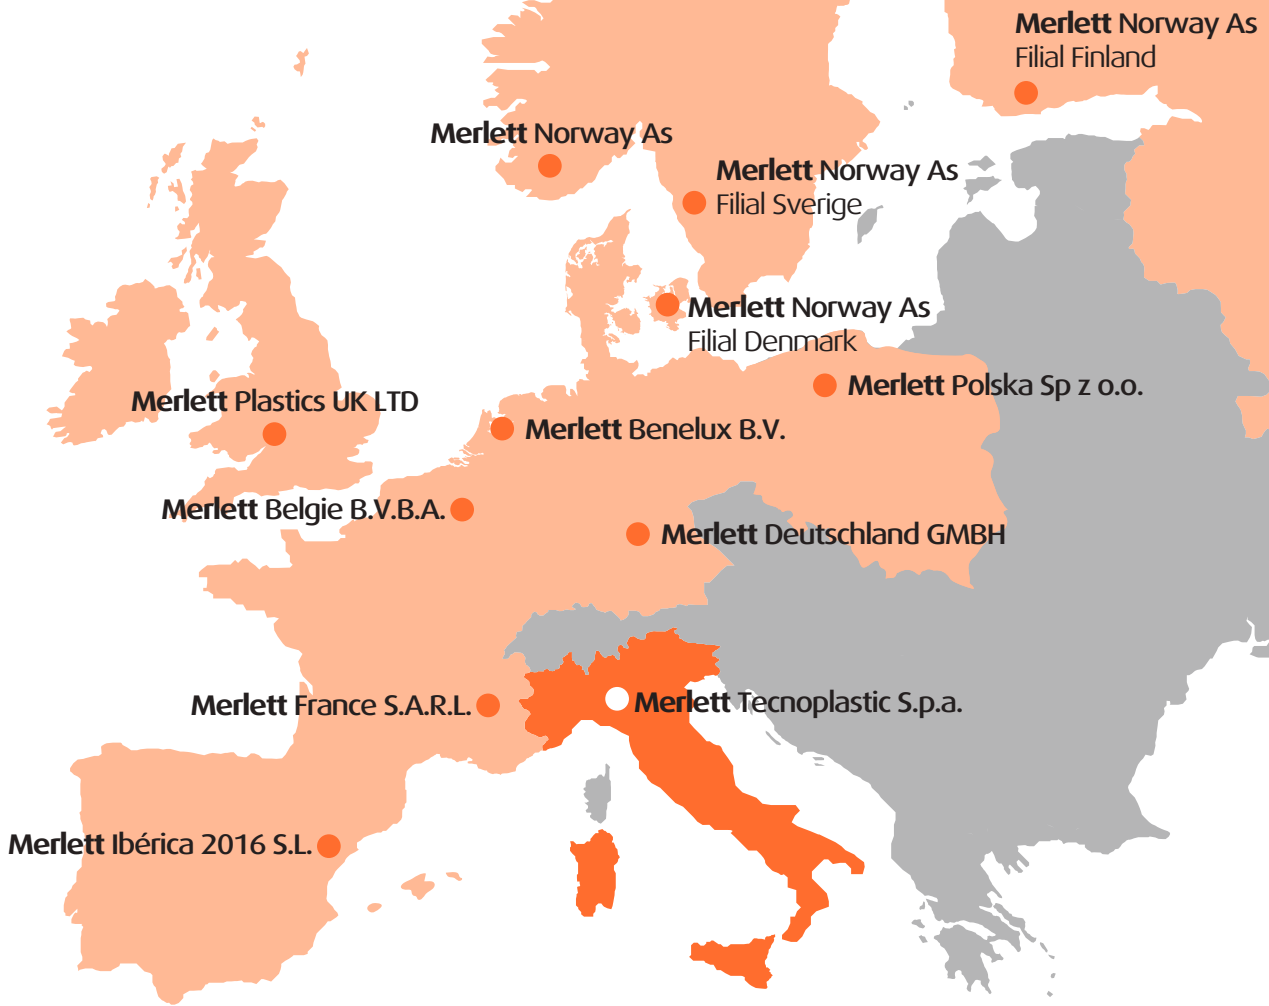 Merlett Norway As
Filial Finland
Merlett Norway As
Merlett Norway As
Filial Sverige
Merlett Norway As
Filial Denmark
Merlett Polska Sp z o.o.
Merlett Plastics UK LTD
Merlett Benelux B.V.
Merlett Belgie B.V.B.A.
Merlett Deutschland GMBH
Merlett France S.A.R.L.
Merlett Tecnoplastic S.p.a.
Merlett Ibérica 2016 S.L.